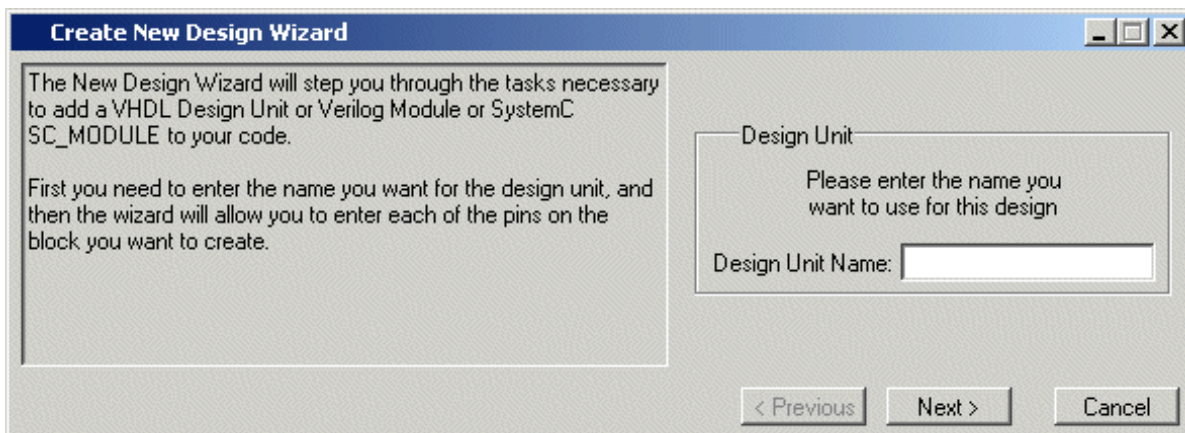 Create New Design Wizard
The New Design Wizard will step you through the tasks necessary
to add a VHDL Design Unit or Verilog Module or SystemC
SC_MODULE to your code.
First you need to enter the name you want for the design unit, and
then the wizard will allow you to enter each of the pins on the
block you want to create.
Design Unit
Please enter the name you
want to use for this design
Design Unit Name:
< Previous
Next >
Cancel